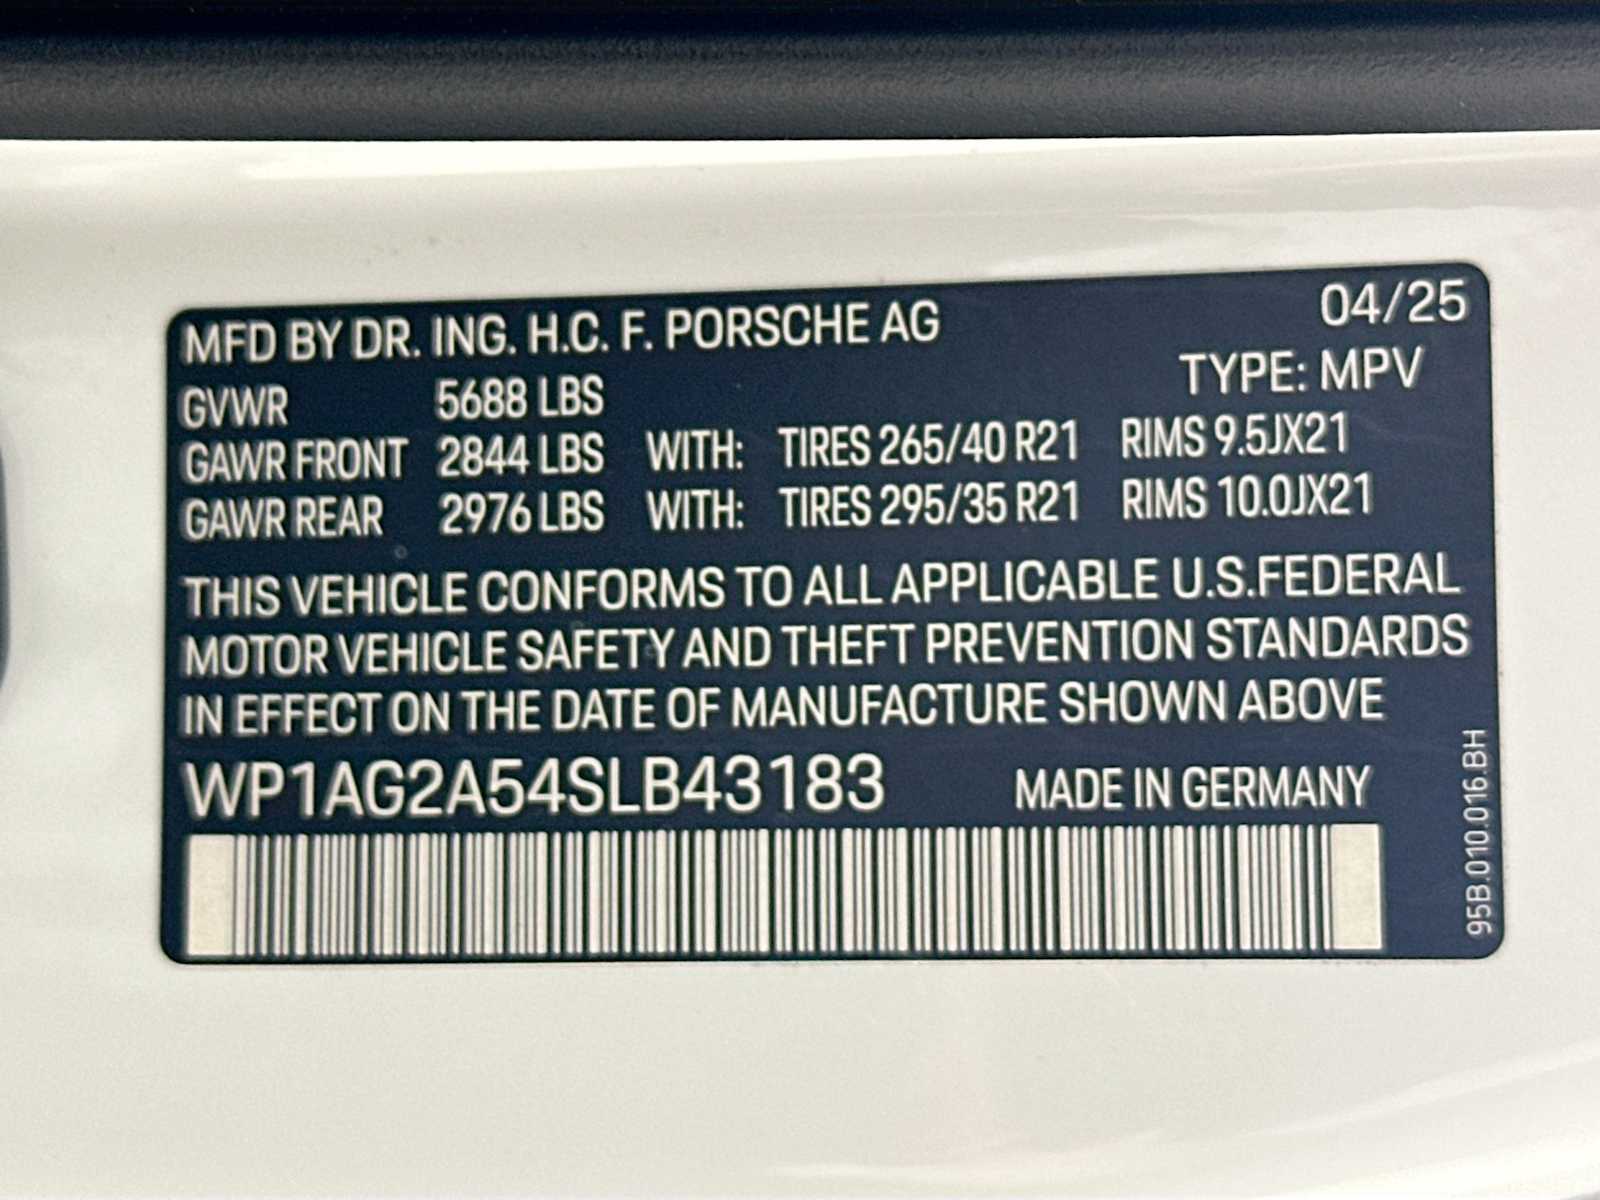 MFD BY DR. ING. H.C. F. PORSCHE AG 04/25
TYPE: MPV
GVWR 5688 LBS
GAWR FRONT 2844 LBS WITH: TIRES 265/40 R21 RIMS 9.5JX21
GAWR REAR 2976 LBS WITH: TIRES 295/35 R21 RIMS 10.0JX21
THIS VEHICLE CONFORMS TO ALL APPLICABLE U.S.FEDERAL
MOTOR VEHICLE SAFETY AND THEFT PREVENTION STANDARDS
IN EFFECT ON THE DATE OF MANUFACTURE SHOWN ABOVE
WP1AG2A54SLB43183 MADE IN GERMANY
95B.010.016.BH